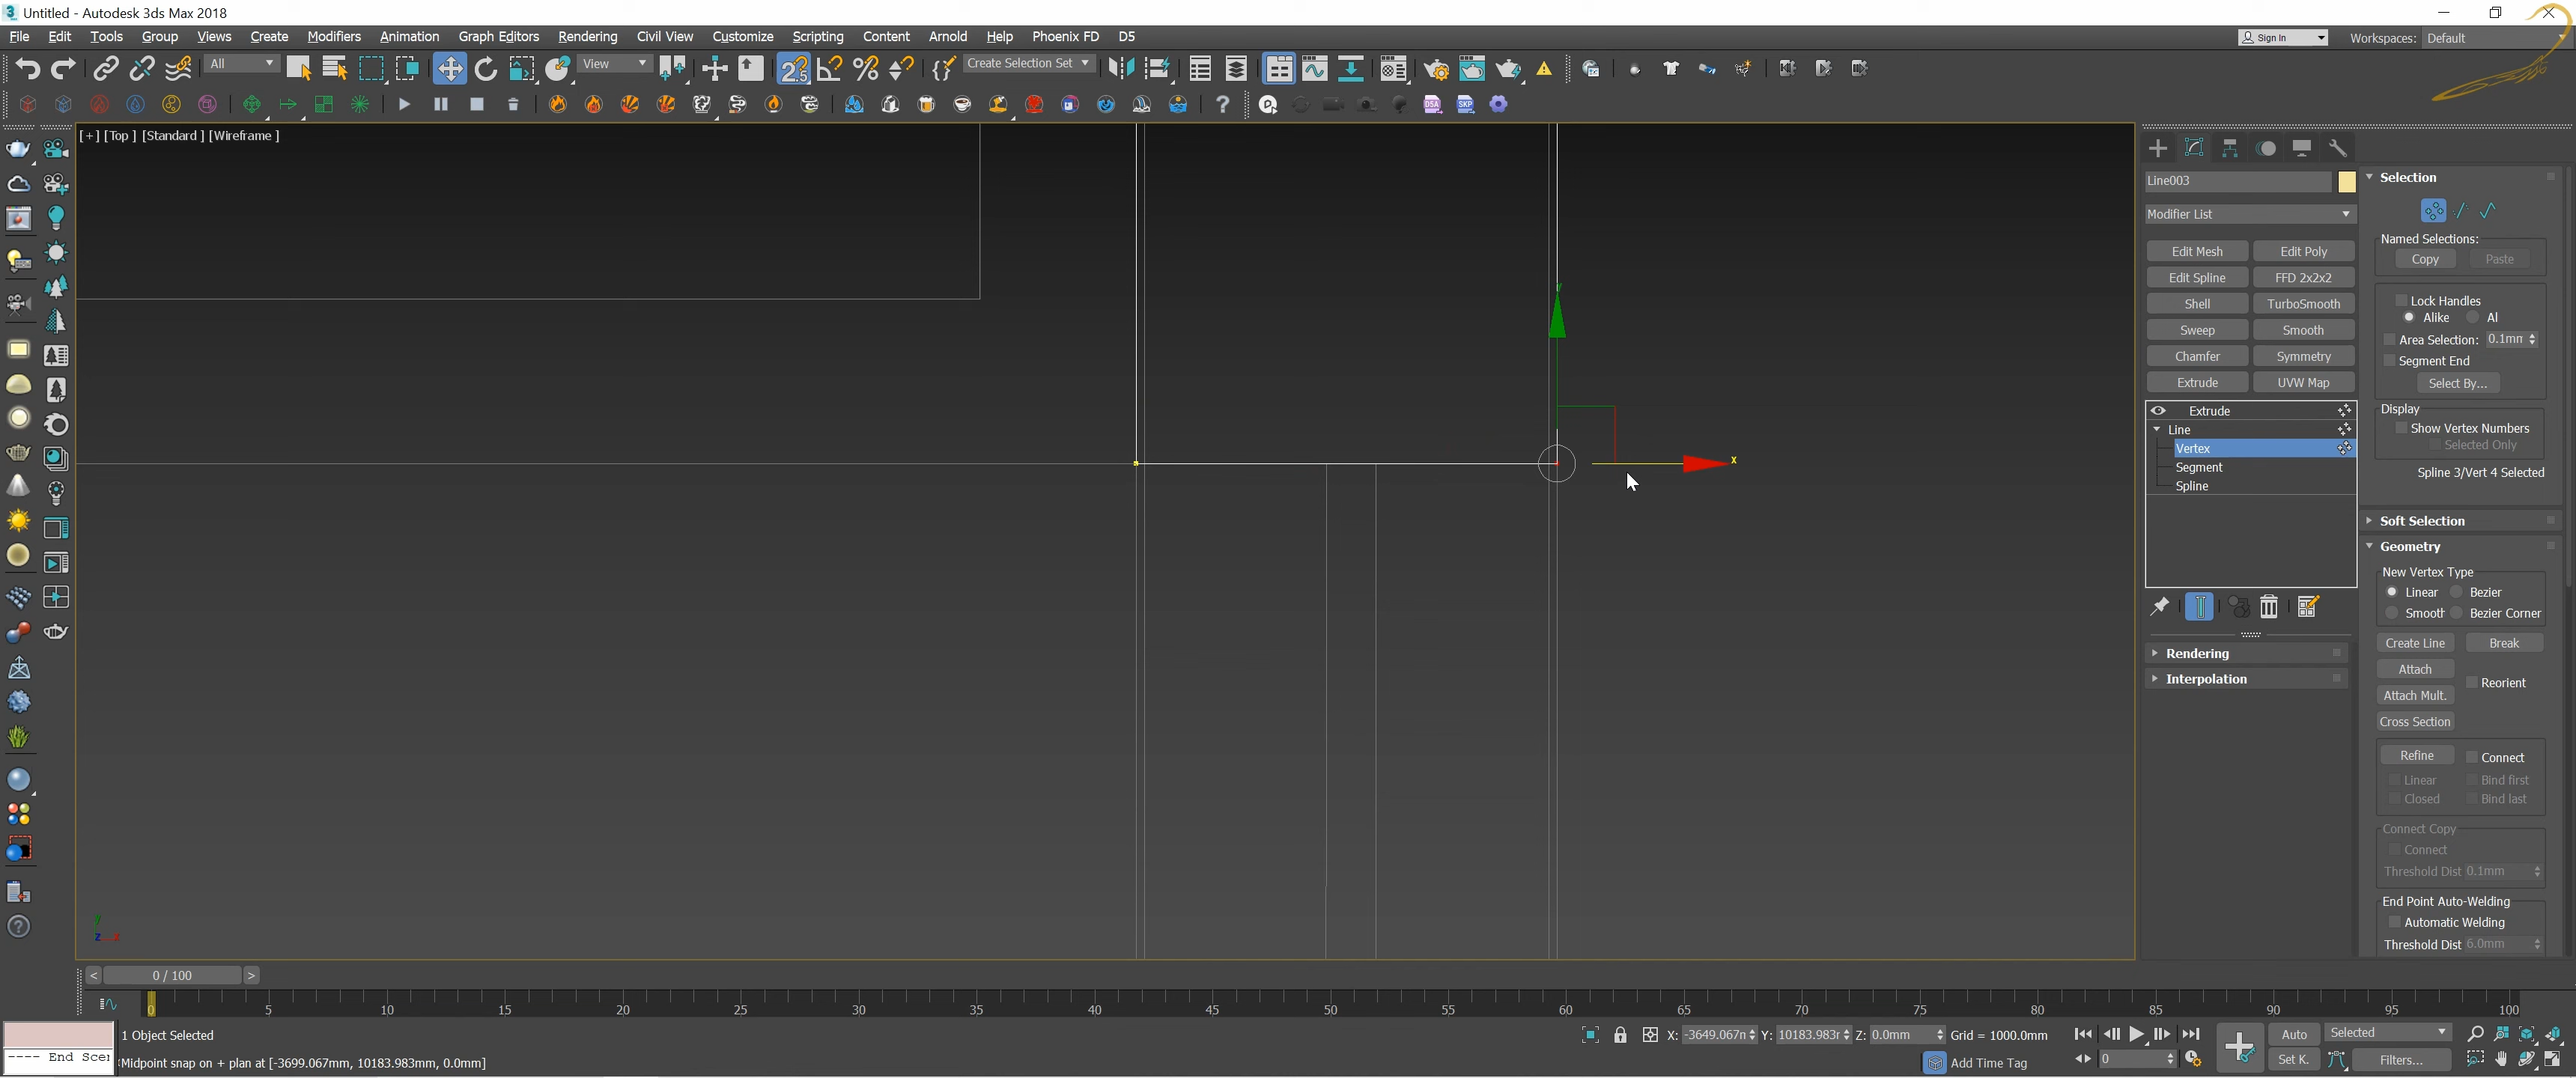 Untitled - Autodesk 3ds Max 2018
File Edit Tools Group Views Create Modifiers Animation Graph Editors Rendering Civil View Customize Scripting Content Arnold Help Phoenix FD D5
Sign In Workspaces: Default
All View Create Selection Set
[+] [Top ] [Standard ] [Wireframe ]
Line003
Modifier List
Edit Mesh Edit Poly
Edit Spline FFD 2x2x2
Shell TurboSmooth
Sweep Smooth
Chamfer Symmetry
Extrude UVW Map
Extrude
Line
Vertex
Segment
Spline
Rendering
Interpolation
Selection
Named Selections:
Copy Paste
Lock Handles
Alike Al
Area Selection: 0.1mm
Segment End
Select By...
Display
Show Vertex Numbers
Selected Only
Spline 3/Vert 4 Selected
Soft Selection
Geometry
New Vertex Type
Linear Bezier
Smooth Bezier Corner
Create Line Break
Attach
Reorient
Attach Mult.
Cross Section
Refine Connect
Linear Bind first
Closed Bind last
Connect Copy
Connect
Threshold Dist 0.1mm
End Point Auto-Welding
Automatic Welding
Threshold Dist 6.0mm
x
y
z x
< 0 / 100 >
0 5 10 15 20 25 30 35 40 45 50 55 60 65 70 75 80 85 90 95 100
1 Object Selected
X: -3649.067n Y: 10183.983r Z: 0.0mm Grid = 1000.0mm
Auto Selected
---- End Scer
Midpoint snap on + plan at [-3699.067mm, 10183.983mm, 0.0mm]
Add Time Tag
0
Set K. Filters...